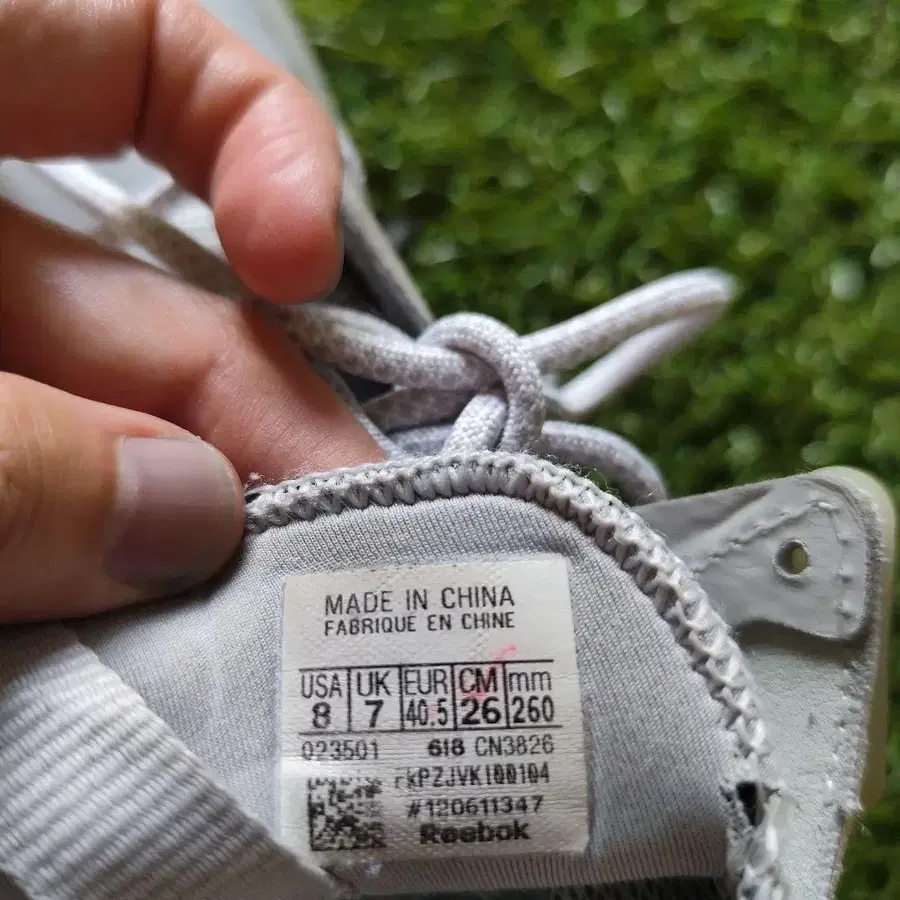 MADE IN CHINA
FABRIQUE EN CHINE
USA UK EUR CM mm
8 7 40.5 26 260
023501 618 CN3826
rkPZJVK100104
#120611347
Reebok